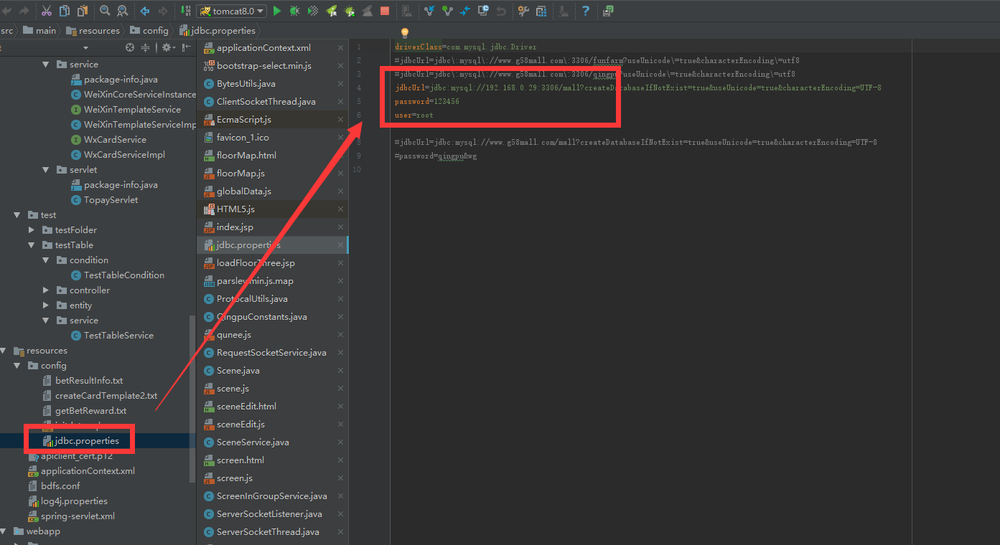 tomcat8.0
src
main
resources
config
jdbc.properties
service
package-info.java
WeiXinCoreServiceInstance
WeiXinTemplateService
WeiXinTemplateServiceImp
WxCardService
WxCardServiceImpl
servlet
package-info.java
TopayServlet
test
testFolder
testTable
condition
TestTableCondition
controller
entity
service
TestTableService
resources
config
betResultInfo.txt
createCardTemplate2.txt
getBetReward.txt
jdbc.properties
apiclient_cert.p12
applicationContext.xml
bdfs.conf
log4j.properties
spring-servlet.xml
webapp
applicationContext.xml
bootstrap-select.min.js
BytesUtils.java
ClientSocketThread.java
EcmaScript.js
favicon_1.ico
floorMap.html
floorMap.js
globalData.js
HTML5.js
index.jsp
jdbc.properties
loadFloorThree.jsp
parsley.min.js.map
ProtocalUtils.java
QingpuConstants.java
qunee.js
RequestSocketService.java
Scene.java
scene.js
sceneEdit.html
sceneEdit.js
SceneService.java
screen.html
screen.js
ScreenInGroupService.java
ServerSocketListener.java
ServerSocketThread.java
1 driverClass=com.mysql.jdbc.Driver
2 #jdbcUrl=jdbc\:mysql\://www.g58mall.com\:3306/funfarm?useUnicode\=true&characterEncoding\=utf8
3 #jdbcUrl=jdbc\:mysql\://www.g58mall.com\:3306/qingpu?useUnicode\=true&characterEncoding\=utf8
4 jdbcUrl=jdbc:mysql://192.168.0.29:3306/mall?createDatabaseIfNotExist=true&useUnicode=true&characterEncoding=UTF-8
5 password=123456
6 user=root
8 #jdbcUrl=jdbc:mysql://www.g58mall.com/mall?createDatabaseIfNotExist=true&useUnicode=true&characterEncoding=UTF-8
9 #password=qingpu&wg
10